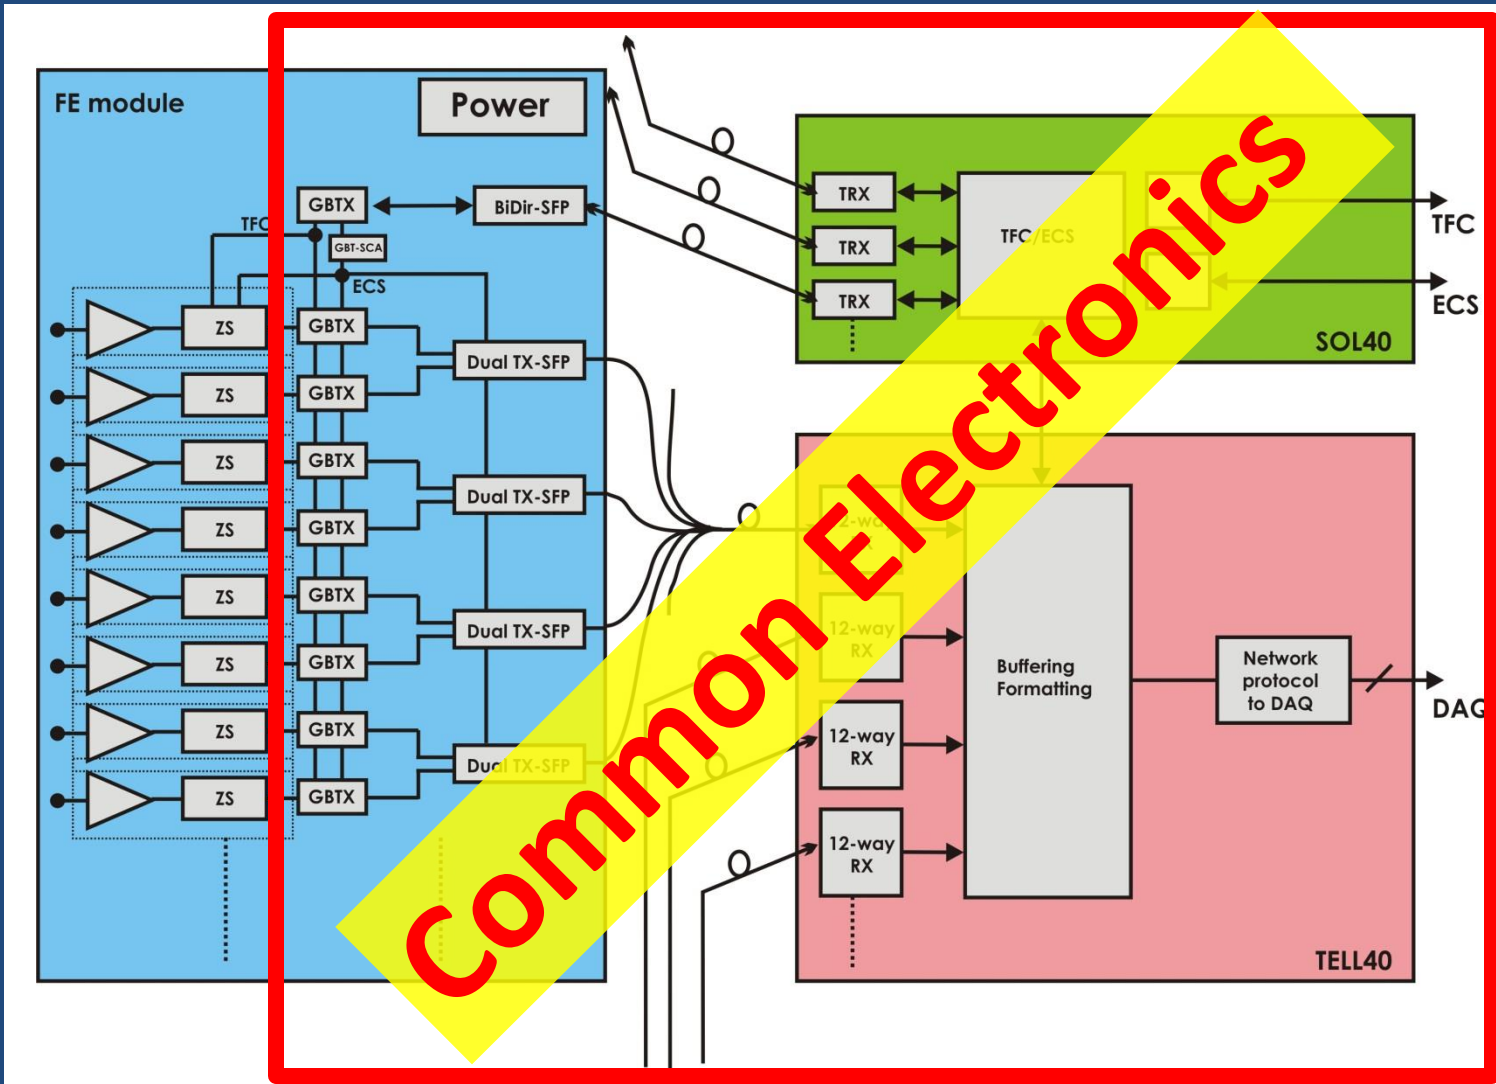 FE module
Power
GBTX
BiDir-SFP
TFC
GBT-SCA
ECS
ZS
GBTX
Dual TX-SFP
ZS
GBTX
ZS
GBTX
Dual TX-SFP
ZS
GBTX
ZS
GBTX
Dual TX-SFP
ZS
GBTX
ZS
GBTX
Dual TX-SFP
ZS
GBTX
TRX
TRX
TRX
TFC/ECS
TFC
ECS
SOL40
12-way
RX
12-way
RX
12-way
RX
Buffering
Formatting
Network
protocol
to DAQ
DAQ
TELL40
Common Electronics